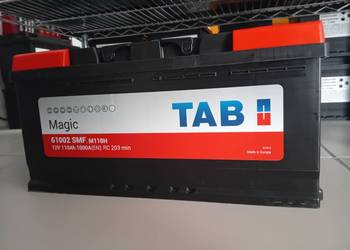 TAB
Magic
61002 SMF M110H
12V 110Ah 1000A(EN) RC 203 min
Made in Europe